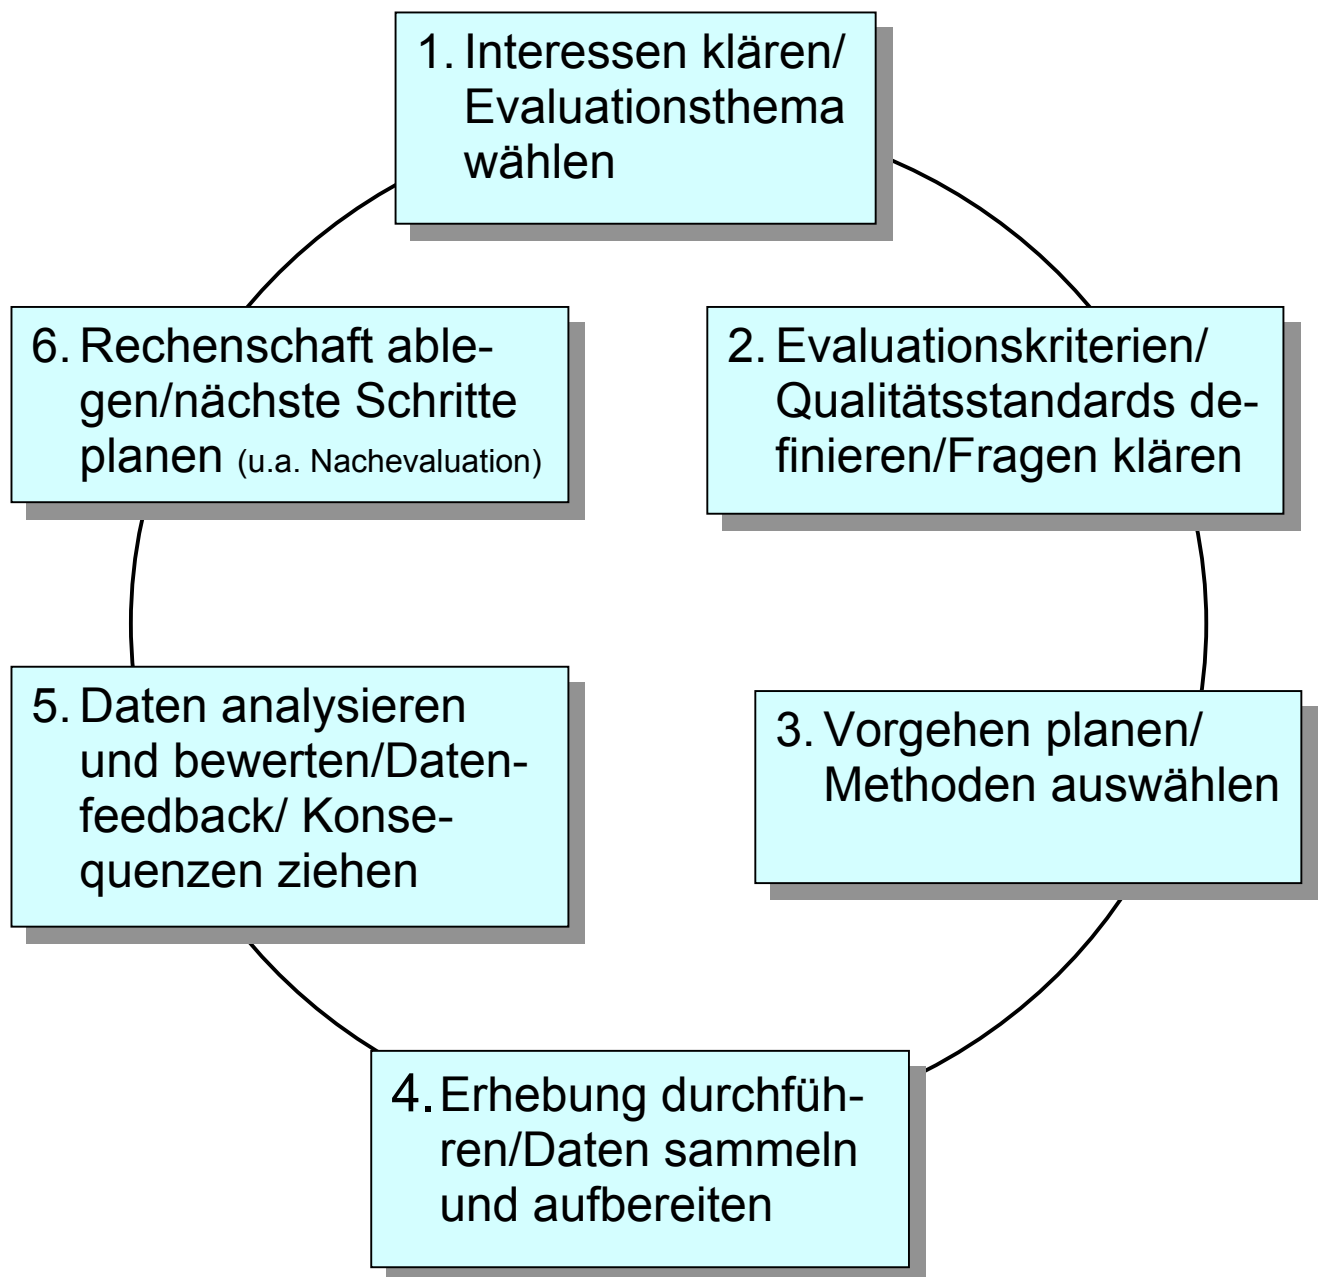 1. Interessen klären/
Evaluationsthema
wählen
2. Evaluationskriterien/
Qualitätsstandards de-
finieren/Fragen klären
3. Vorgehen planen/
Methoden auswählen
4. Erhebung durchfüh-
ren/Daten sammeln
und aufbereiten
5. Daten analysieren
und bewerten/Daten-
feedback/ Konse-
quenzen ziehen
6. Rechenschaft able-
gen/nächste Schritte
planen (u.a. Nachevaluation)